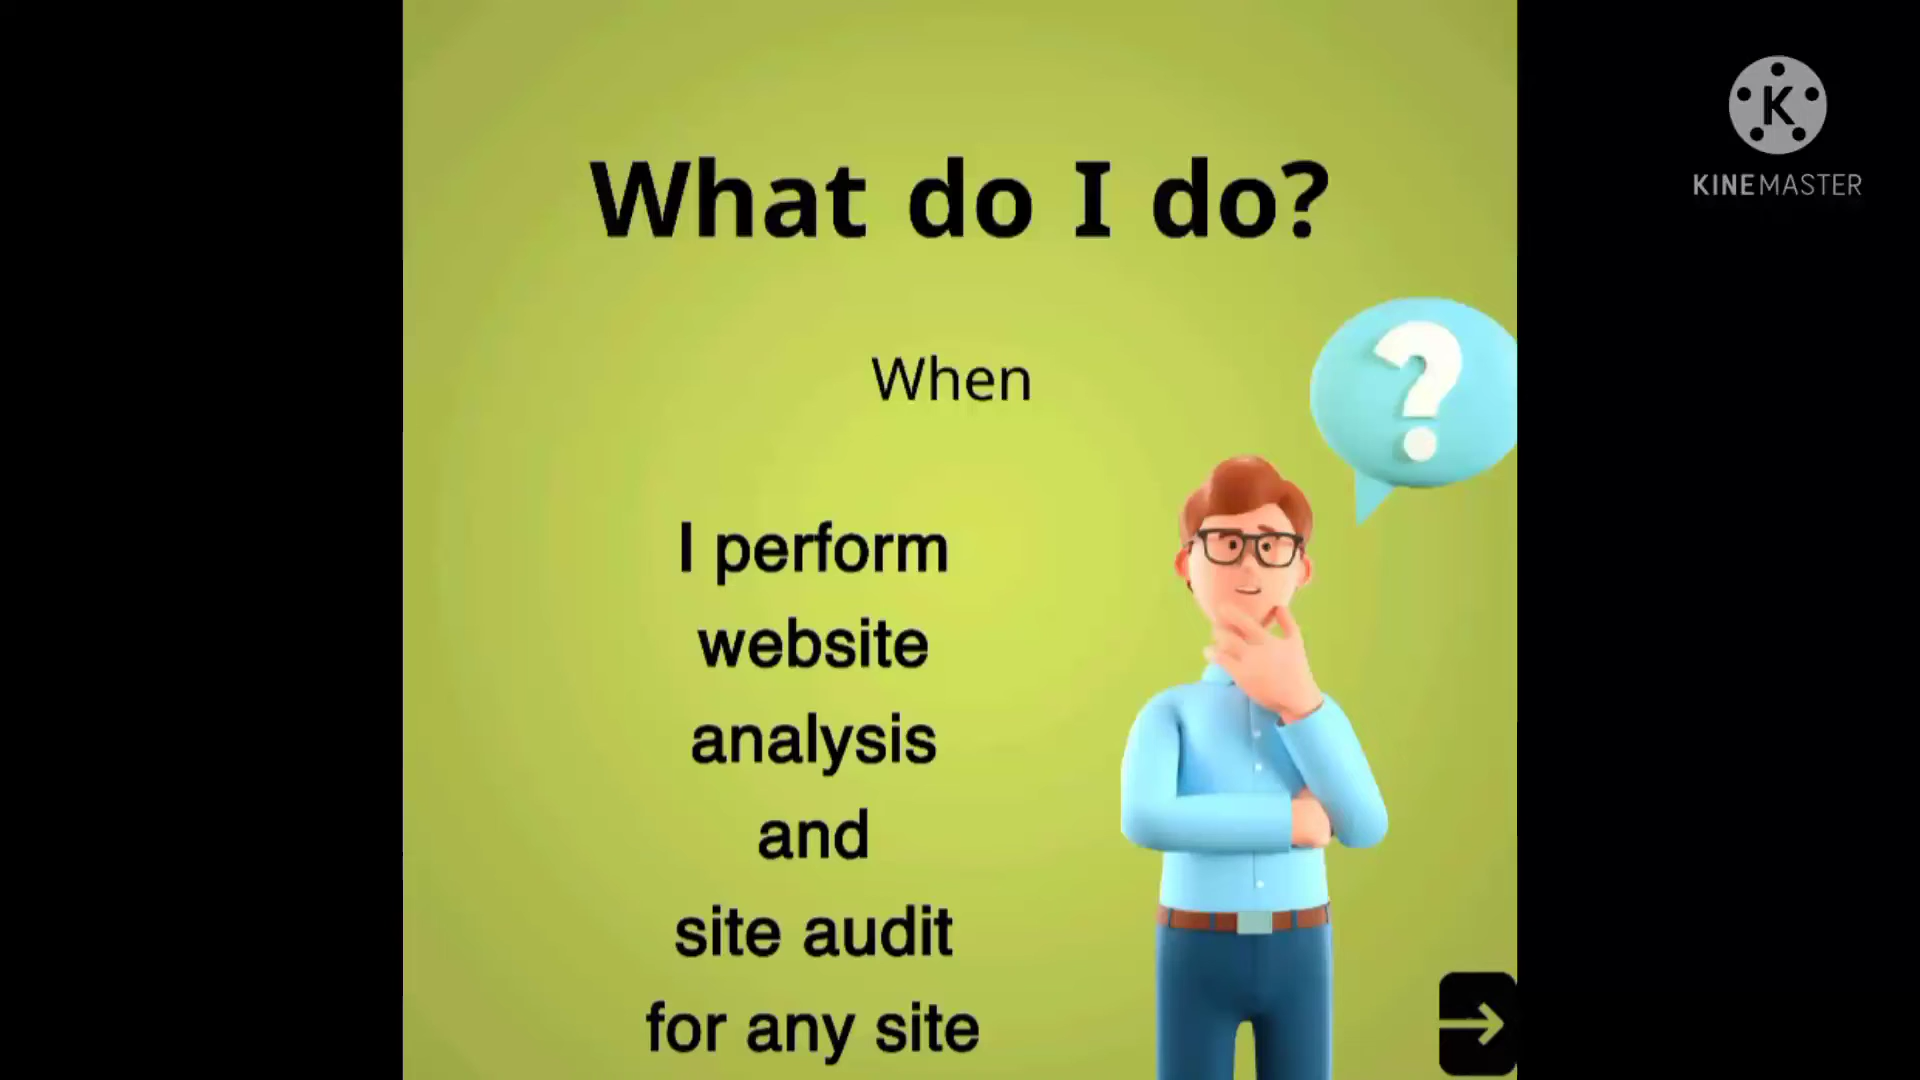 What do I do?
When
I perform
website
analysis
and
site audit
for any site
?
K
KINEMASTER